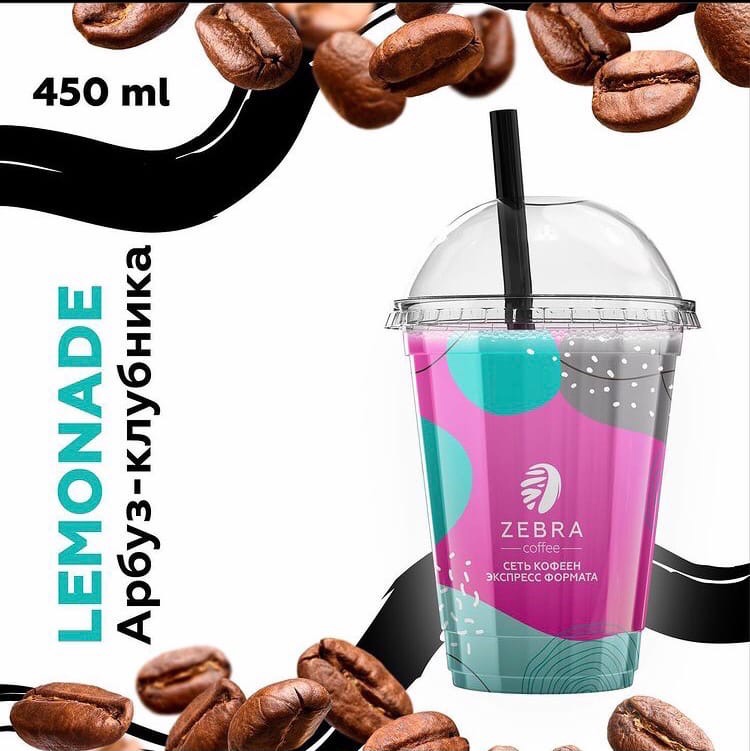 450 ml
LEMONADE
Арбуз-клубника
ZEBRA
coffee
СЕТЬ КОФЕЕН
ЭКСПРЕСС ФОРМАТА